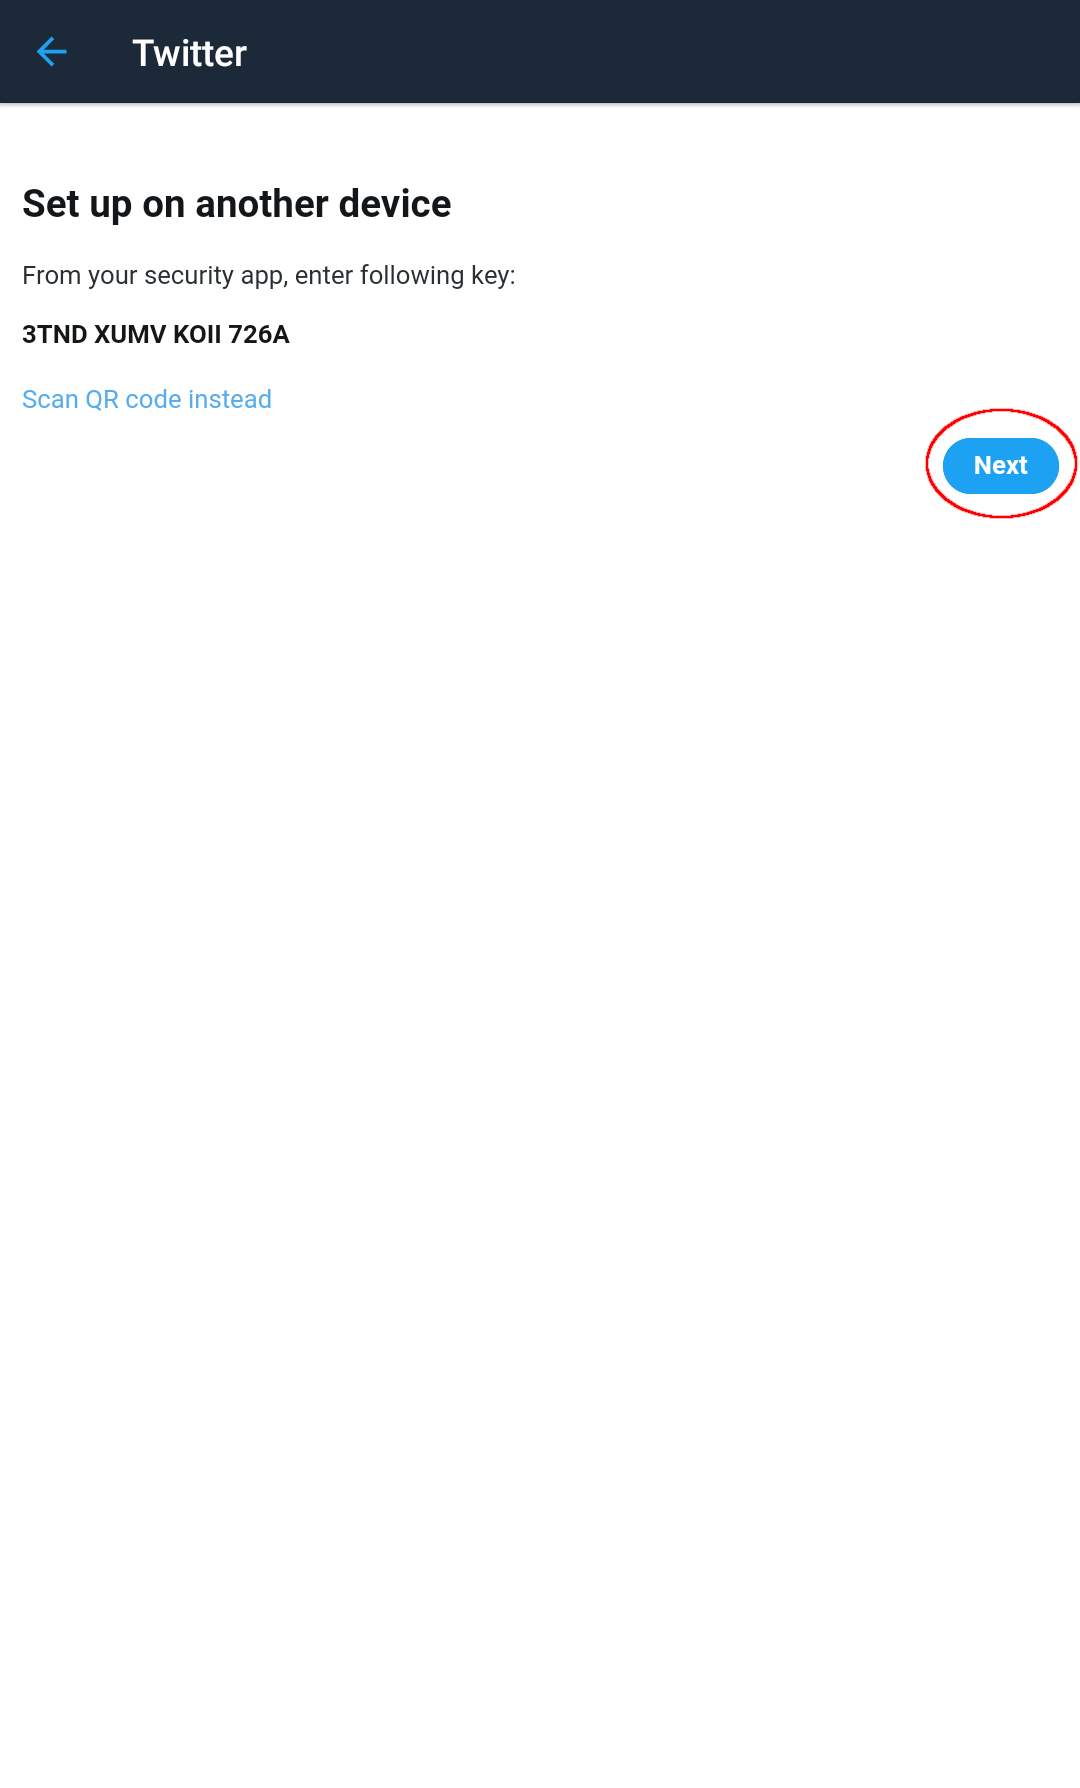 Twitter
Set up on another device
From your security app, enter following key:
3TND XUMV KOII 726A
Scan QR code instead
Next